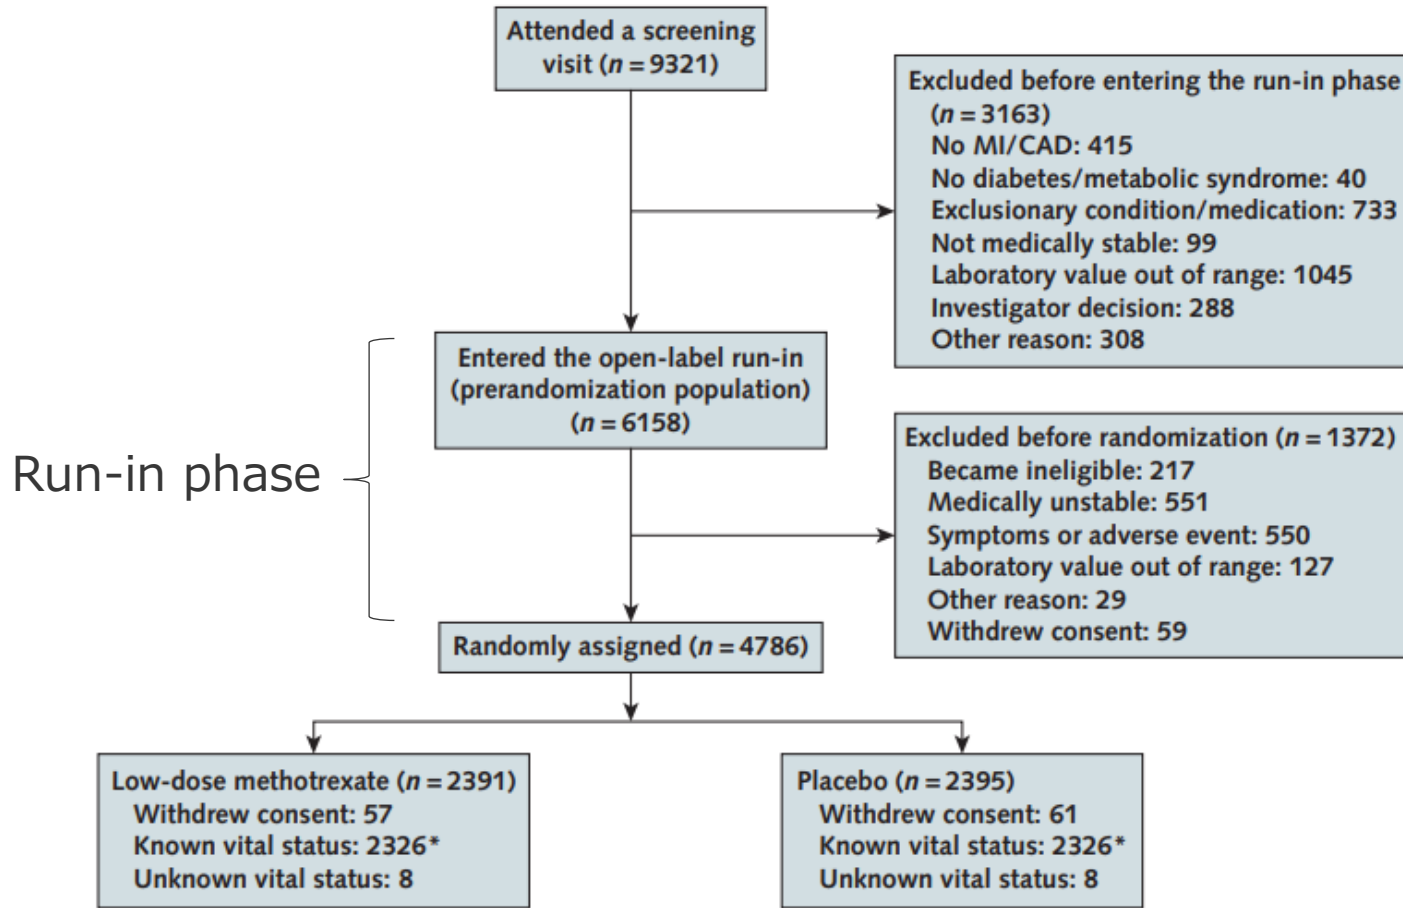 Attended a screening
visit (n = 9321)
Excluded before entering the run-in phase
(n = 3163)
No MI/CAD: 415
No diabetes/metabolic syndrome: 40
Exclusionary condition/medication: 733
Not medically stable: 99
Laboratory value out of range: 1045
Investigator decision: 288
Other reason: 308
Entered the open-label run-in
(prerandomization population)
(n = 6158)
Run-in phase
Excluded before randomization (n = 1372)
Became ineligible: 217
Medically unstable: 551
Symptoms or adverse event: 550
Laboratory value out of range: 127
Other reason: 29
Withdrew consent: 59
Randomly assigned (n = 4786)
Low-dose methotrexate (n = 2391)
Withdrew consent: 57
Known vital status: 2326*
Unknown vital status: 8
Placebo (n = 2395)
Withdrew consent: 61
Known vital status: 2326*
Unknown vital status: 8